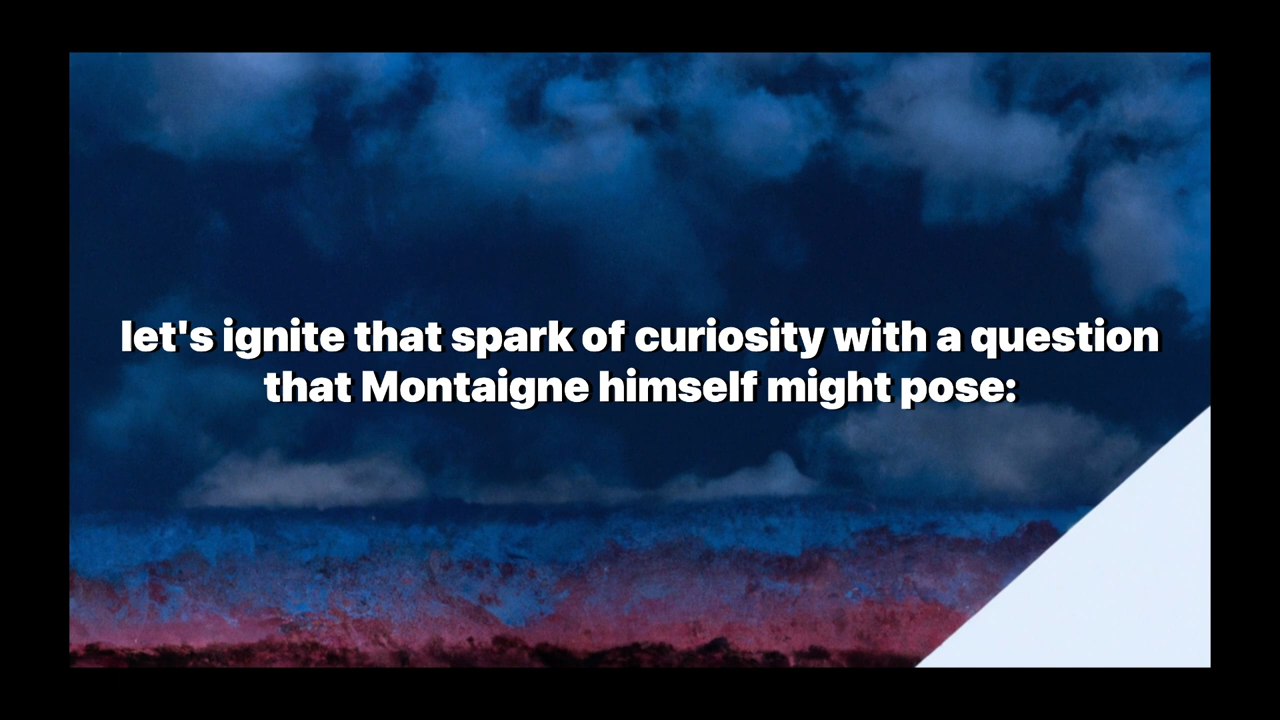 let's ignite that spark of curiosity with a question
that Montaigne himself might pose: